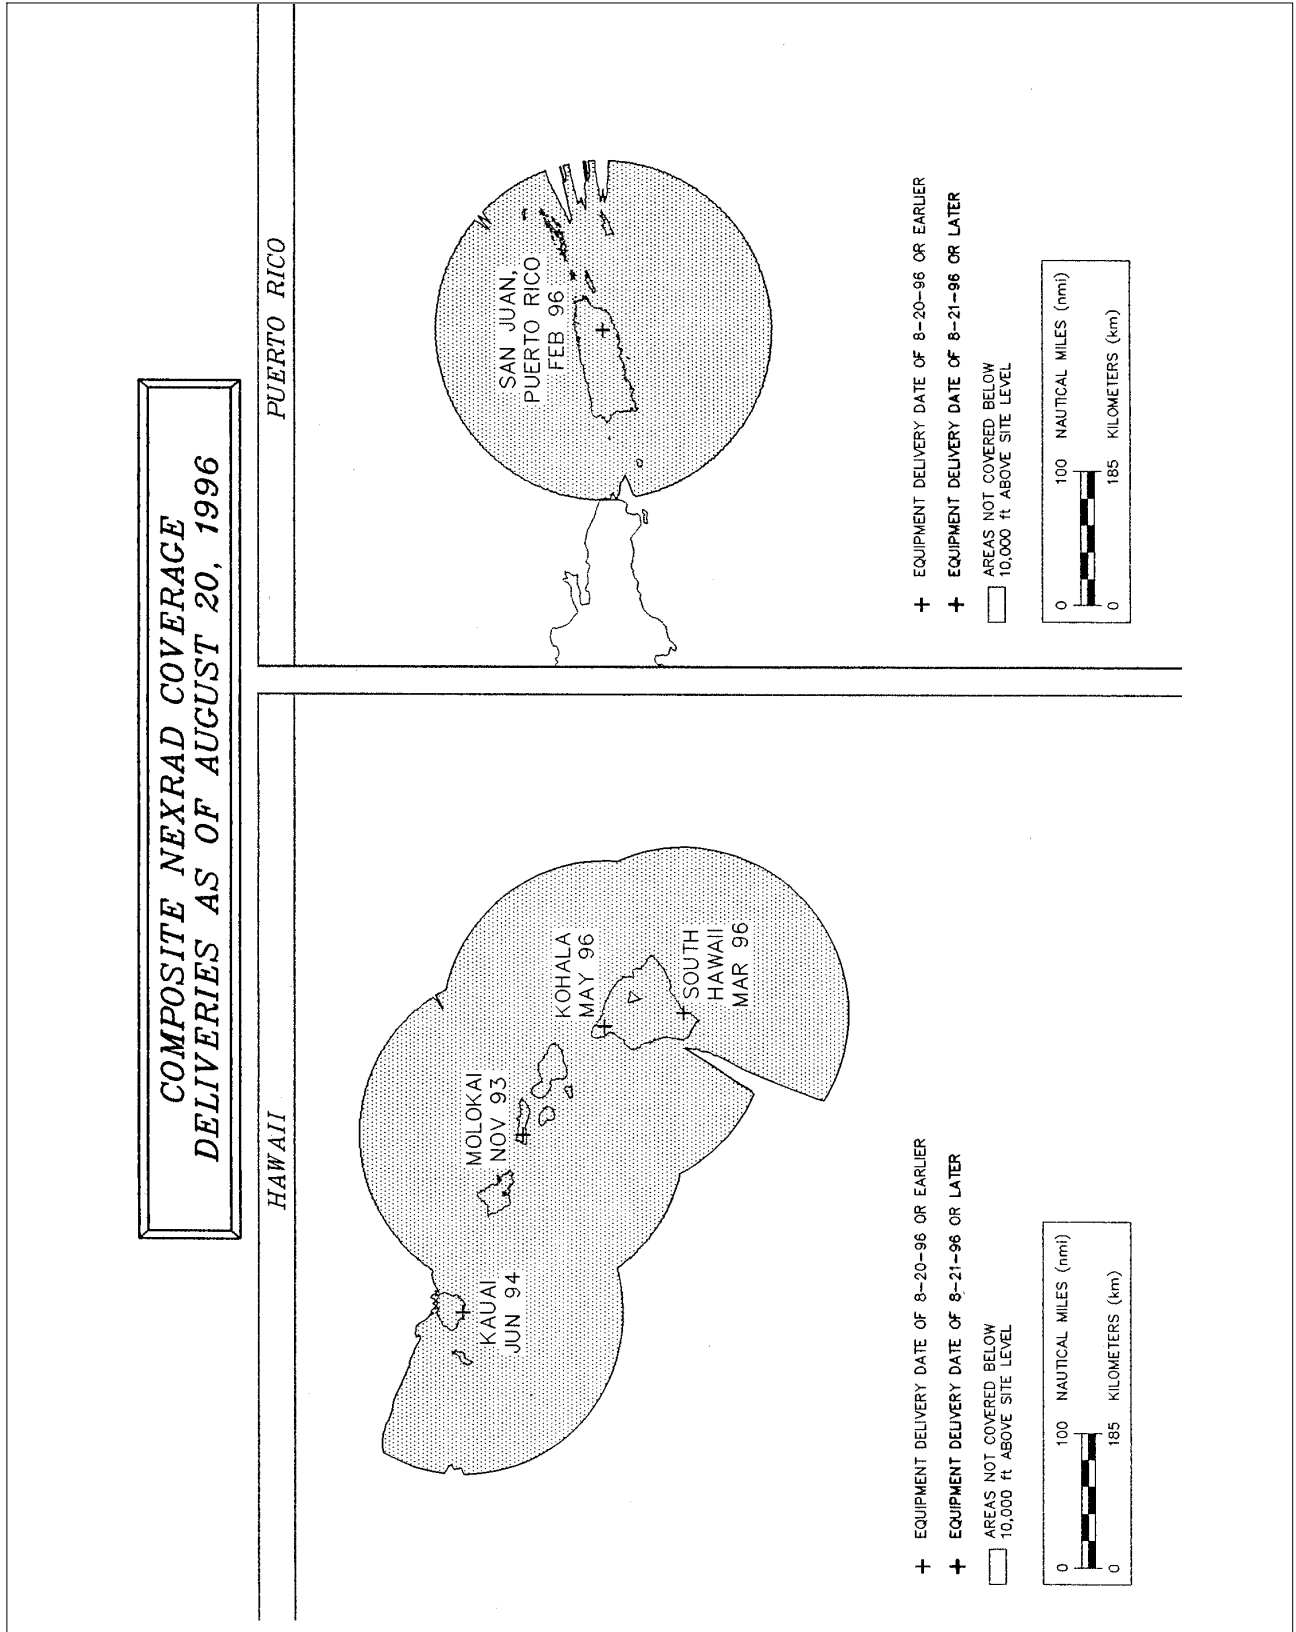 COMPOSITE NEXRAD COVERAGE
DELIVERIES AS OF AUGUST 20, 1996
HAWAII
KAUAI
JUN 94
MOLOKAI
NOV 93
KOHALA
MAY 96
SOUTH
HAWAII
MAR 96
+ EQUIPMENT DELIVERY DATE OF 8-20-96 OR EARLIER
+ EQUIPMENT DELIVERY DATE OF 8-21-96 OR LATER
AREAS NOT COVERED BELOW
10,000 ft ABOVE SITE LEVEL
0 100 NAUTICAL MILES (nmi)
0 185 KILOMETERS (km)
PUERTO RICO
SAN JUAN,
PUERTO RICO
FEB 96
+ EQUIPMENT DELIVERY DATE OF 8-20-96 OR EARLIER
+ EQUIPMENT DELIVERY DATE OF 8-21-96 OR LATER
AREAS NOT COVERED BELOW
10,000 ft ABOVE SITE LEVEL
0 100 NAUTICAL MILES (nmi)
0 185 KILOMETERS (km)